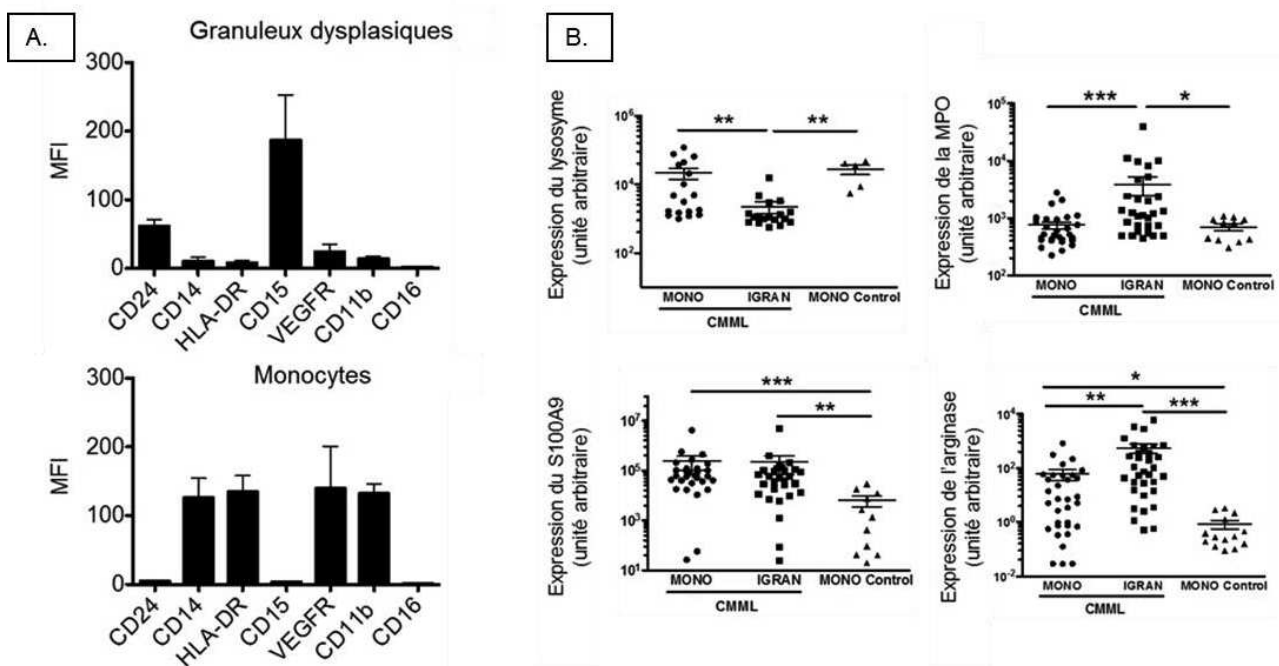 A.
Granuleux dysplasiques
300
200
100
0
MFI
CD24
CD14
HLA-DR
CD15
VEGFR
CD11b
CD16
Monocytes
300
200
100
0
MFI
CD24
CD14
HLA-DR
CD15
VEGFR
CD11b
CD16
B.
Expression du lysosyme
(unité arbitraire)
10^6
10^4
10^2
** **
MONO IGRAN MONO Control
CMML
Expression de la MPO
(unité arbitraire)
10^5
10^4
10^3
10^2
*** *
MONO IGRAN MONO Control
CMML
Expression du S100A9
(unité arbitraire)
10^7
10^5
10^3
10^1
***
**
MONO IGRAN MONO Control
CMML
Expression de l'arginase
(unité arbitraire)
10^4
10^2
10^0
10^-2
*
** ***
MONO IGRAN MONO Control
CMML